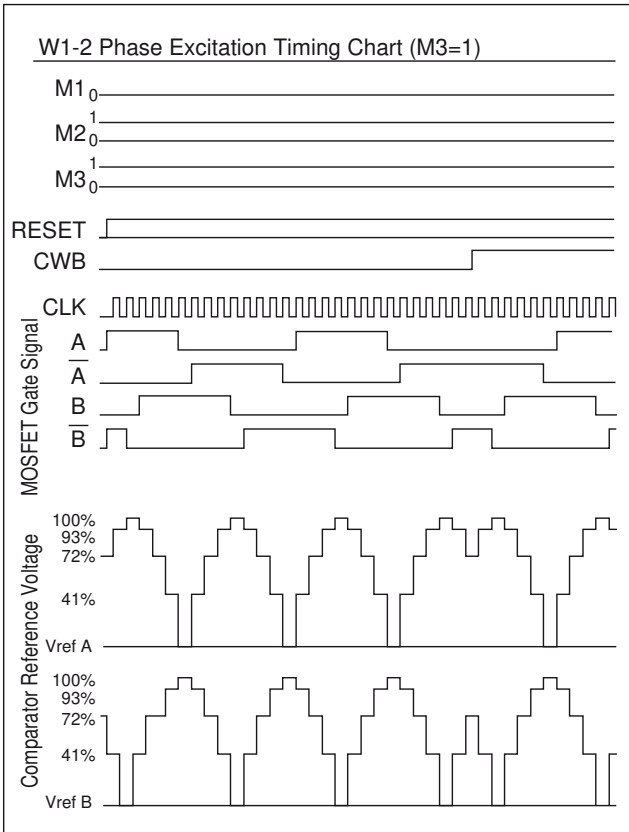 W1-2 Phase Excitation Timing Chart (M3=1)
M1 0
1
M2 0
1
M3 0
RESET
CWB
CLK
MOSFET Gate Signal
A
A̅
B
B̅
Comparator Reference Voltage
100%
93%
72%
41%
Vref A
100%
93%
72%
41%
Vref B